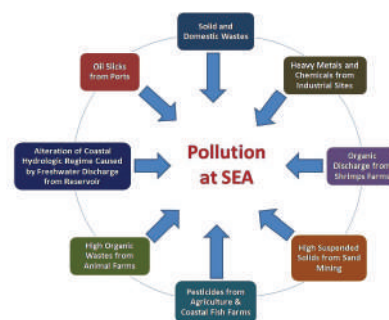 Solid and
Domestic Wastes
Oil Slicks
from Ports
Heavy Metals and
Chemicals from
Industrial Sites
Alteration of Coastal
Hydrologic Regime Caused
by Freshwater Discharge
from Reservoir
Pollution
at SEA
Organic
Discharge from
Shrimps Farms
High Organic
Wastes from
Animal Farms
High Suspended
Solids from Sand
Mining
Pesticides from
Agriculture &
Coastal Fish Farms